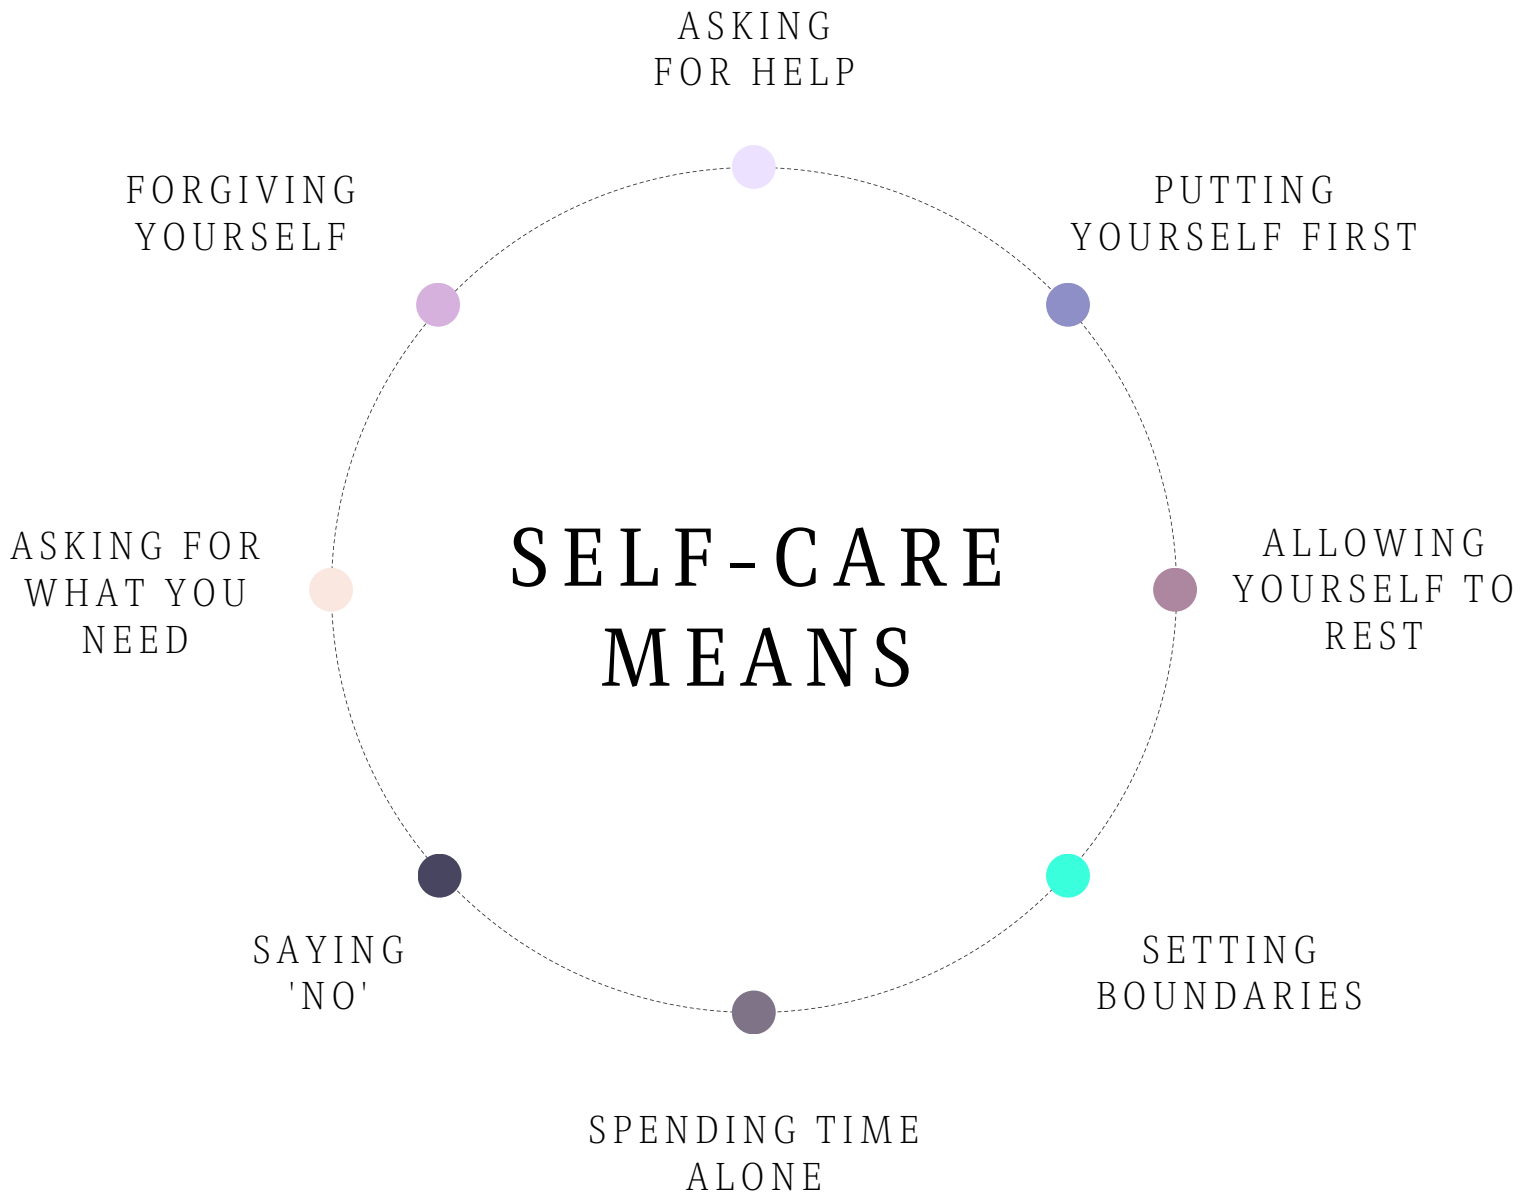 ASKING
FOR HELP
PUTTING
YOURSELF FIRST
ALLOWING
YOURSELF TO
REST
SETTING
BOUNDARIES
SPENDING TIME
ALONE
SAYING
'NO'
ASKING FOR
WHAT YOU
NEED
FORGIVING
YOURSELF
SELF-CARE
MEANS